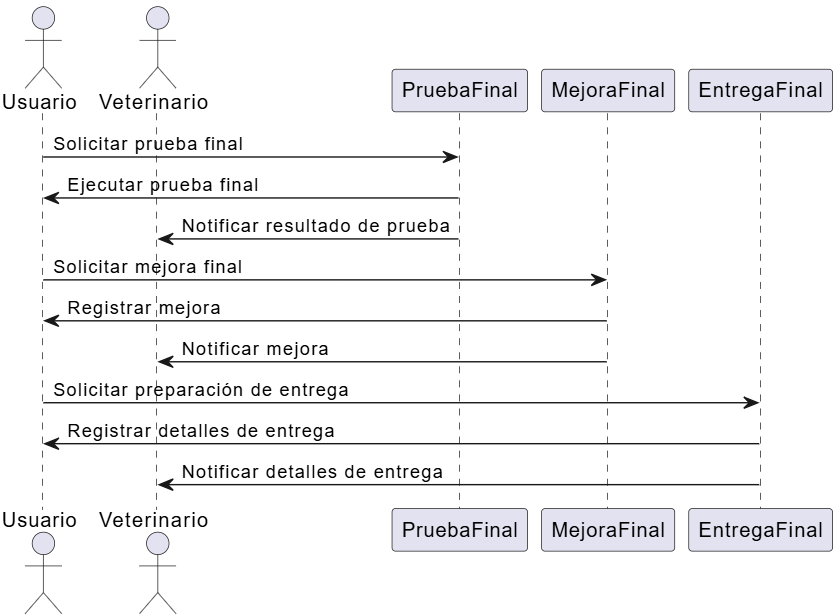 Usuario
Veterinario
PruebaFinal
MejoraFinal
EntregaFinal
Solicitar prueba final
Ejecutar prueba final
Notificar resultado de prueba
Solicitar mejora final
Registrar mejora
Notificar mejora
Solicitar preparación de entrega
Registrar detalles de entrega
Notificar detalles de entrega
Usuario
Veterinario
PruebaFinal
MejoraFinal
EntregaFinal